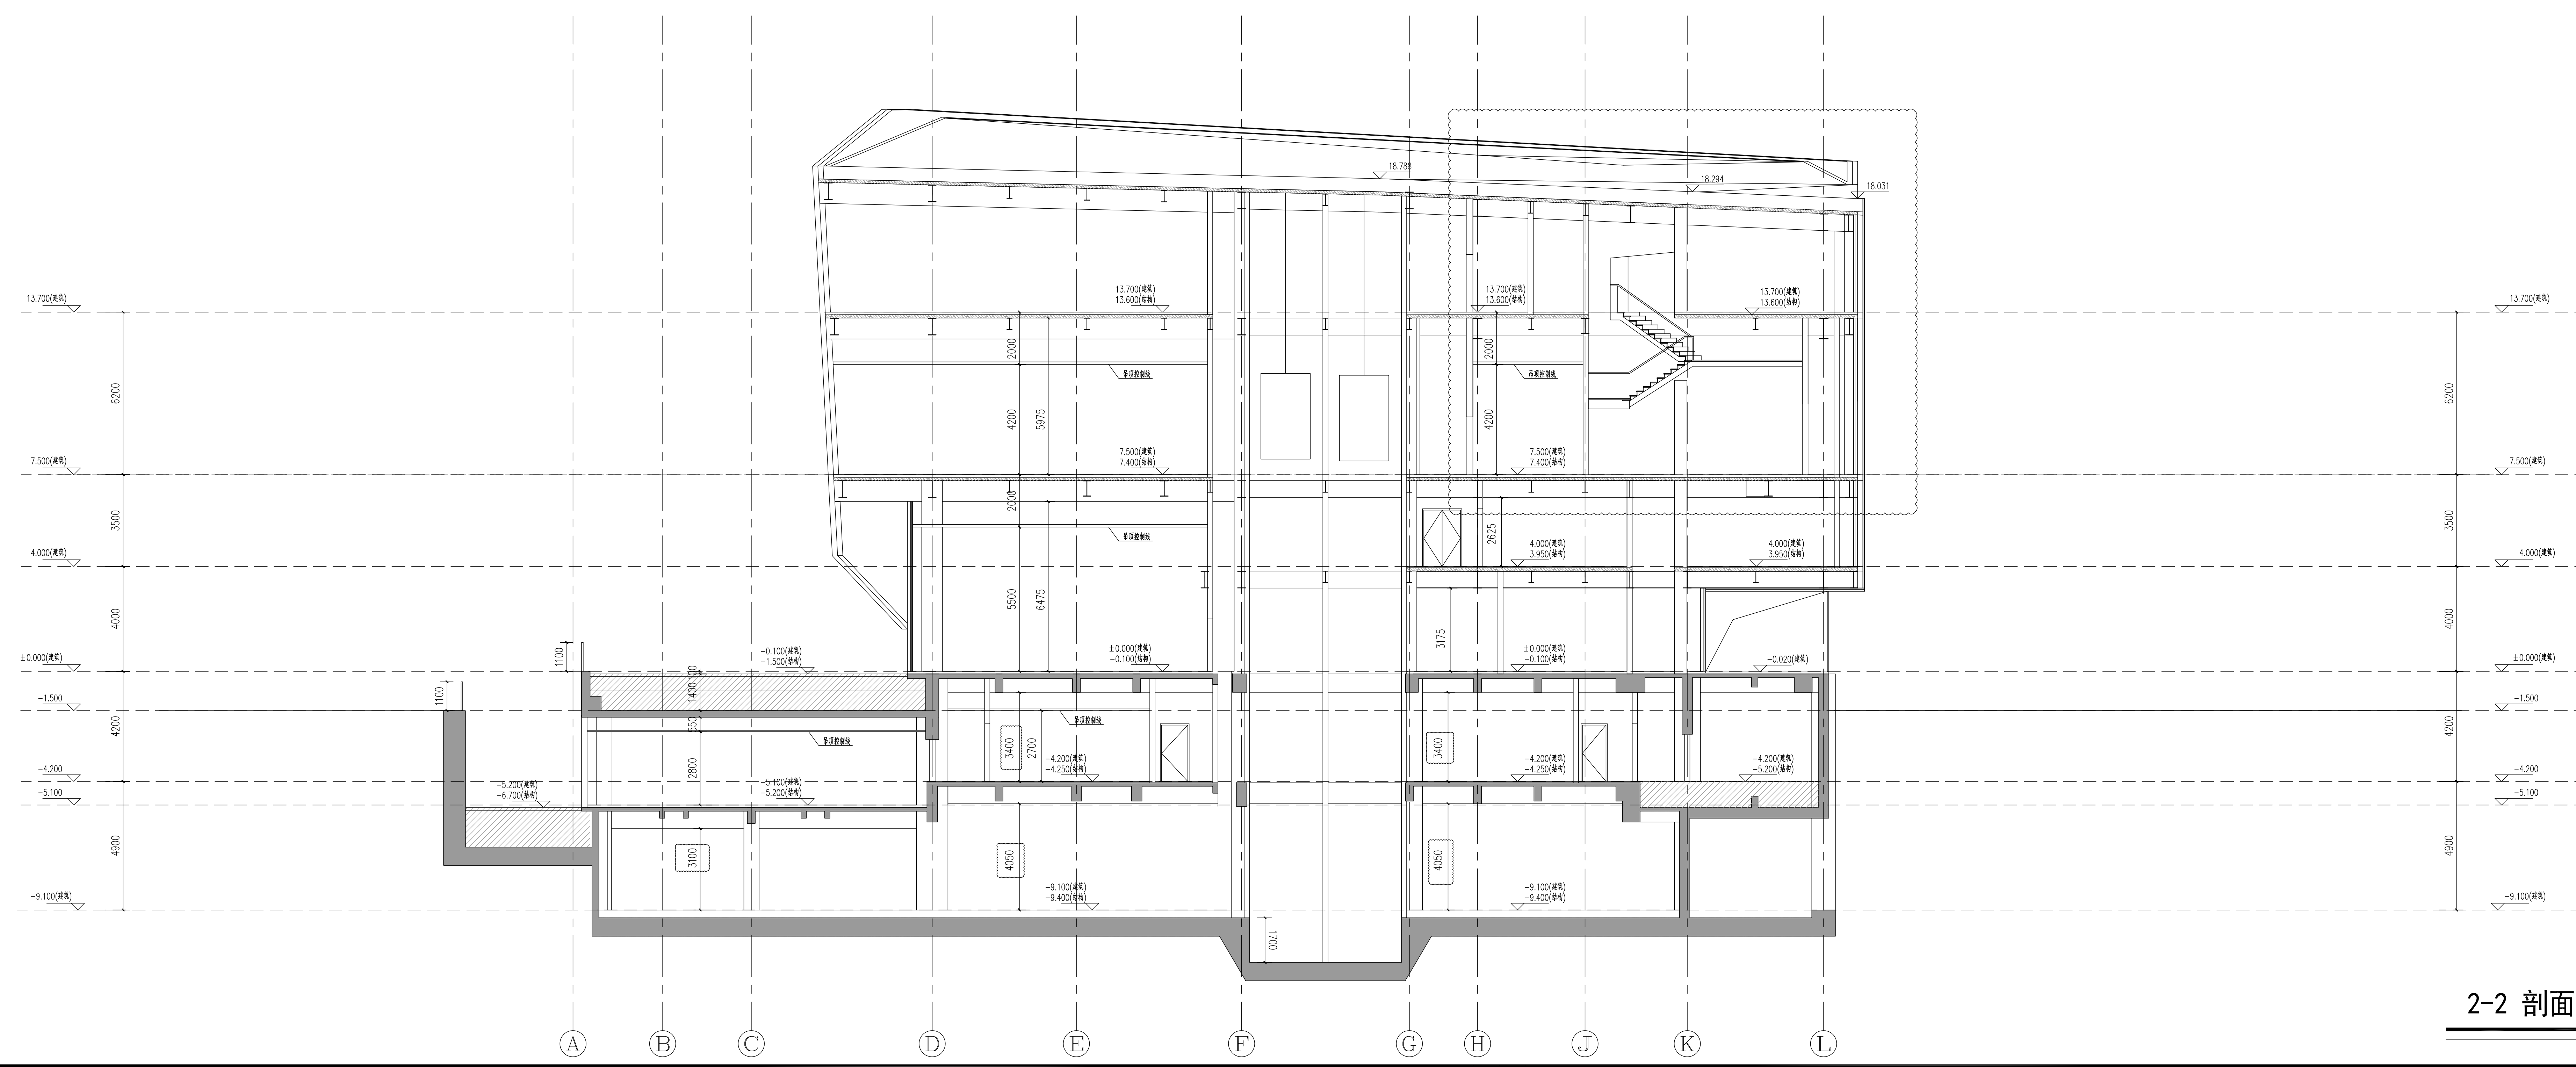 18.788
18.294
18.031
13.700(建筑)
13.700(建筑)
13.600(结构)
13.700(建筑)
13.600(结构)
13.700(建筑)
13.600(结构)
13.700(建筑)
2000
2000
吊顶控制线
吊顶控制线
6200
4200
5975
4200
6200
7.500(建筑)
7.500(建筑)
7.400(结构)
7.500(建筑)
7.400(结构)
7.500(建筑)
2000
3500
吊顶控制线
2625
3500
4.000(建筑)
4.000(建筑)
3.950(结构)
4.000(建筑)
3.950(结构)
4.000(建筑)
4000
5500
6475
3175
4000
1100
±0.000(建筑)
-0.100(建筑)
-1.500(结构)
±0.000(建筑)
-0.100(结构)
±0.000(建筑)
-0.100(结构)
-0.020(建筑)
±0.000(建筑)
100
1400
1100
-1.500
-1.500
550
吊顶控制线
吊顶控制线
4200
2800
3400
2700
3400
4200
-4.200
-4.200(建筑)
-4.250(结构)
-4.200(建筑)
-4.250(结构)
-4.200(建筑)
-5.200(结构)
-4.200
-5.100
-5.200(建筑)
-6.700(结构)
-5.100(建筑)
-5.200(结构)
-5.100
4900
3100
4050
4050
4900
-9.100(建筑)
-9.100(建筑)
-9.400(结构)
-9.100(建筑)
-9.400(结构)
-9.100(建筑)
1700
2-2 剖面
A
B
C
D
E
F
G
H
J
K
L